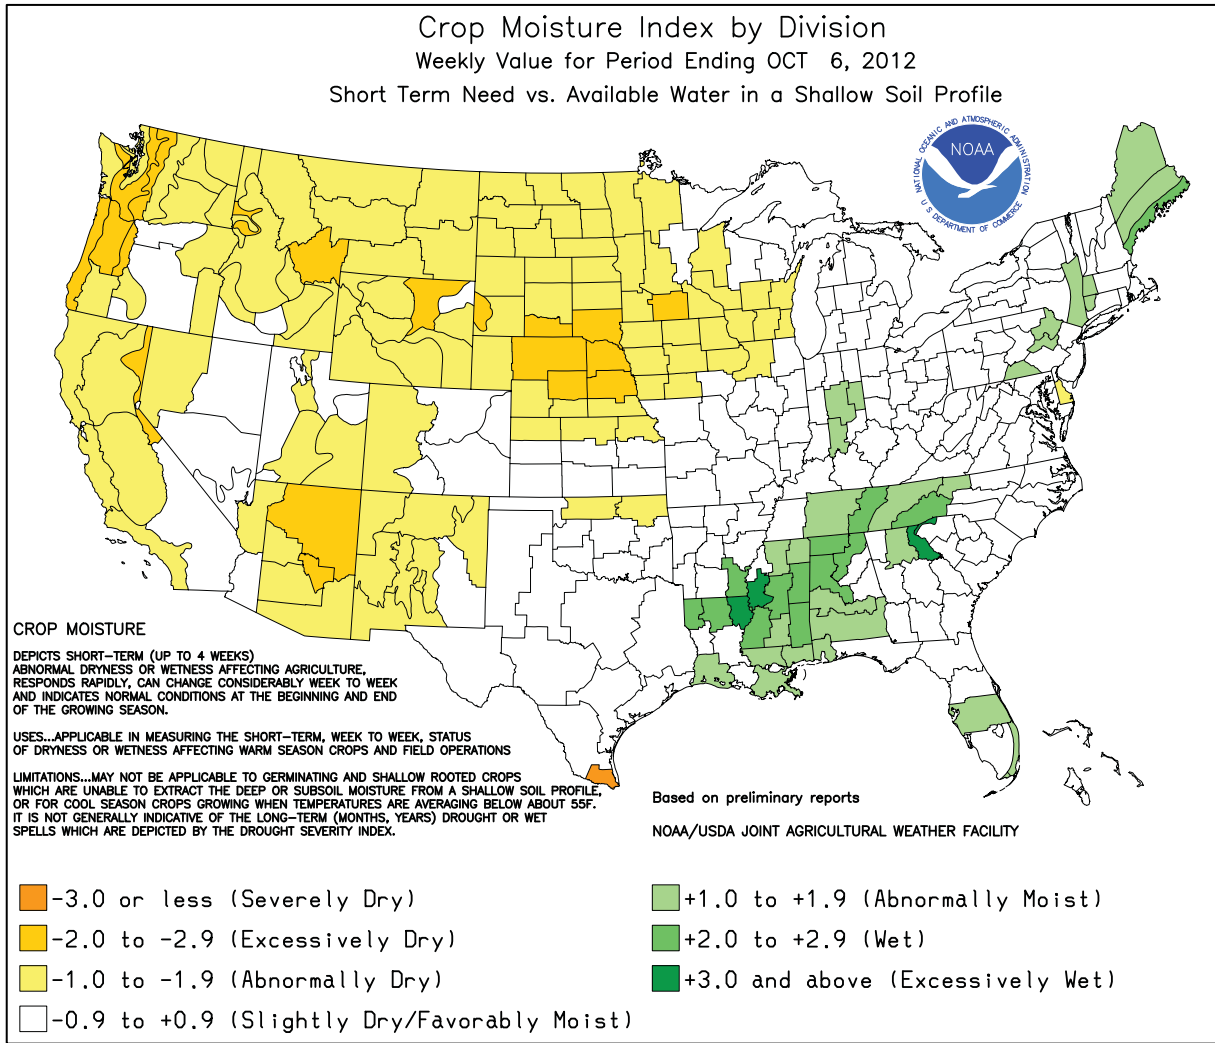 Crop Moisture Index by Division
Weekly Value for Period Ending OCT 6, 2012
Short Term Need vs. Available Water in a Shallow Soil Profile
NATIONAL OCEANIC AND ATMOSPHERIC ADMINISTRATION
NOAA
U S DEPARTMENT OF COMMERCE
CROP MOISTURE
DEPICTS SHORT-TERM (UP TO 4 WEEKS)
ABNORMAL DRYNESS OR WETNESS AFFECTING AGRICULTURE,
RESPONDS RAPIDLY, CAN CHANGE CONSIDERABLY WEEK TO WEEK
AND INDICATES NORMAL CONDITIONS AT THE BEGINNING AND END
OF THE GROWING SEASON.
USES...APPLICABLE IN MEASURING THE SHORT-TERM, WEEK TO WEEK, STATUS
OF DRYNESS OR WETNESS AFFECTING WARM SEASON CROPS AND FIELD OPERATIONS
LIMITATIONS...MAY NOT BE APPLICABLE TO GERMINATING AND SHALLOW ROOTED CROPS
WHICH ARE UNABLE TO EXTRACT THE DEEP OR SUBSOIL MOISTURE FROM A SHALLOW SOIL PROFILE,
OR FOR COOL SEASON CROPS GROWING WHEN TEMPERATURES ARE AVERAGING BELOW ABOUT 55F.
IT IS NOT GENERALLY INDICATIVE OF THE LONG-TERM (MONTHS, YEARS) DROUGHT OR WET
SPELLS WHICH ARE DEPICTED BY THE DROUGHT SEVERITY INDEX.
Based on preliminary reports
NOAA/USDA JOINT AGRICULTURAL WEATHER FACILITY
-3.0 or less (Severely Dry)
-2.0 to -2.9 (Excessively Dry)
-1.0 to -1.9 (Abnormally Dry)
-0.9 to +0.9 (Slightly Dry/Favorably Moist)
+1.0 to +1.9 (Abnormally Moist)
+2.0 to +2.9 (Wet)
+3.0 and above (Excessively Wet)